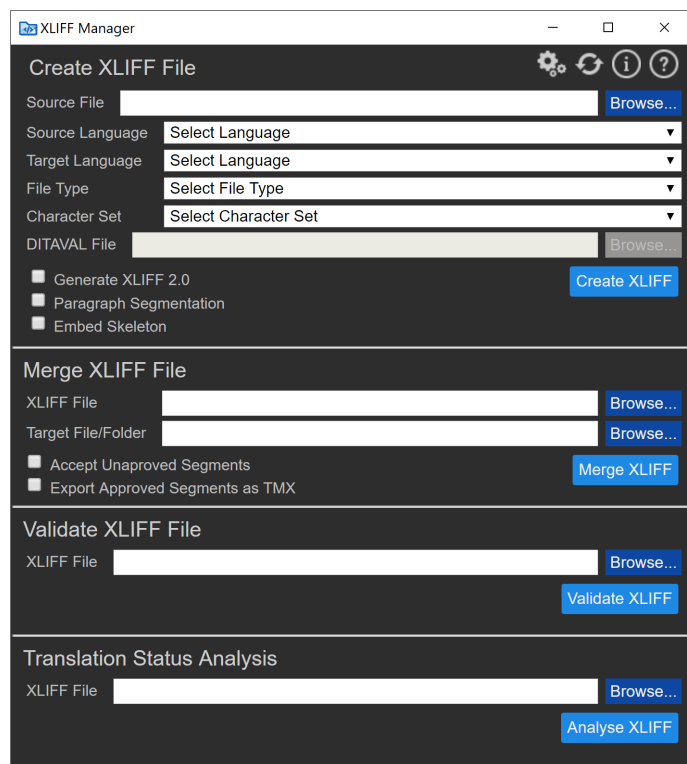 XLIFF Manager
Create XLIFF File
Source File Browse...
Source Language Select Language
Target Language Select Language
File Type Select File Type
Character Set Select Character Set
DITAVAL File Browse...
Generate XLIFF 2.0
Create XLIFF
Paragraph Segmentation
Embed Skeleton
Merge XLIFF File
XLIFF File Browse...
Target File/Folder Browse...
Accept Unaproved Segments
Merge XLIFF
Export Approved Segments as TMX
Validate XLIFF File
XLIFF File Browse...
Validate XLIFF
Translation Status Analysis
XLIFF File Browse...
Analyse XLIFF